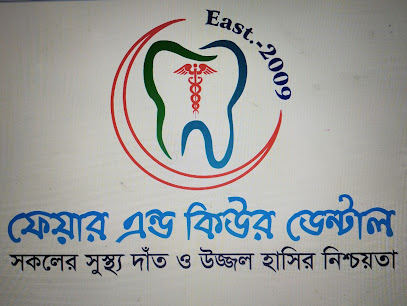 East.-2009
ফেয়ার এন্ড কিউর ডেন্টাল
সকলের সুস্থ্য দাঁত ও উজ্জল হাসির নিশ্চয়তা